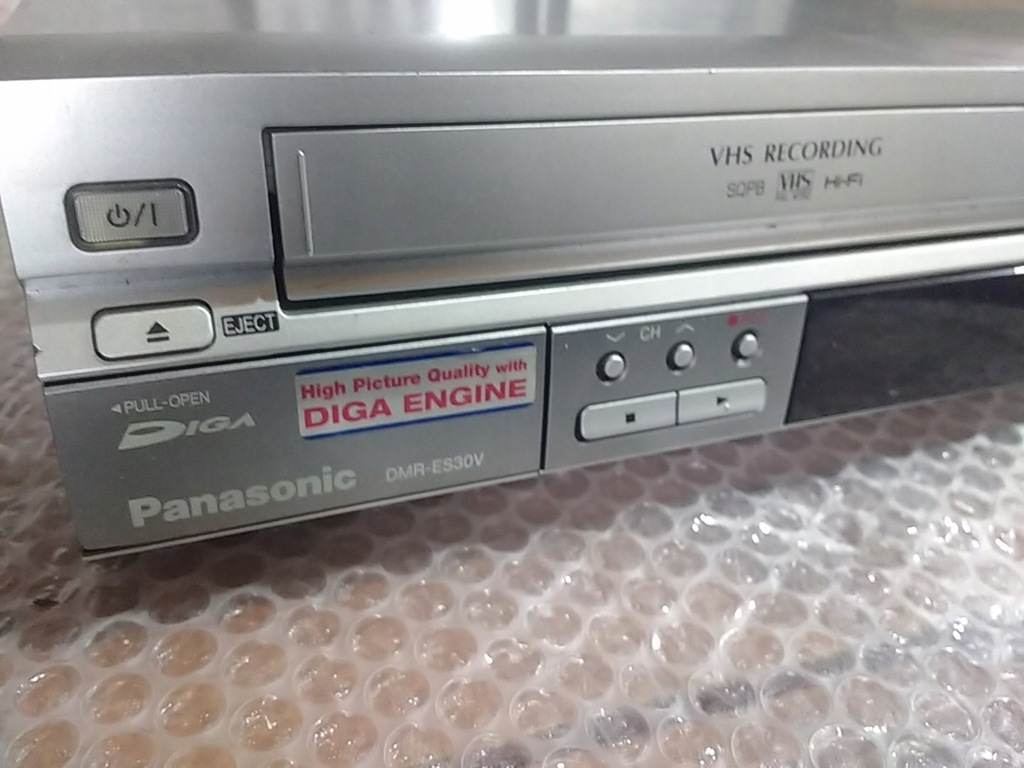 VHS RECORDING
SQPB VHS Hi-Fi
⏻/I
EJECT
PULL-OPEN
DIGA
High Picture Quality with
DIGA ENGINE
Panasonic DMR-ES30V
CH